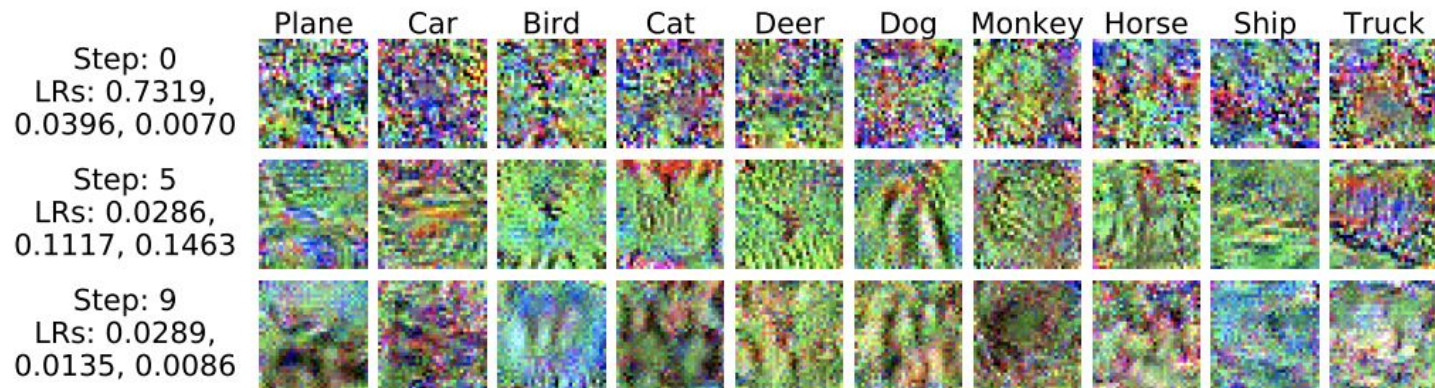 Plane Car Bird Cat Deer Dog Monkey Horse Ship Truck
Step: 0
LRs: 0.7319,
0.0396, 0.0070
Step: 5
LRs: 0.0286,
0.1117, 0.1463
Step: 9
LRs: 0.0289,
0.0135, 0.0086